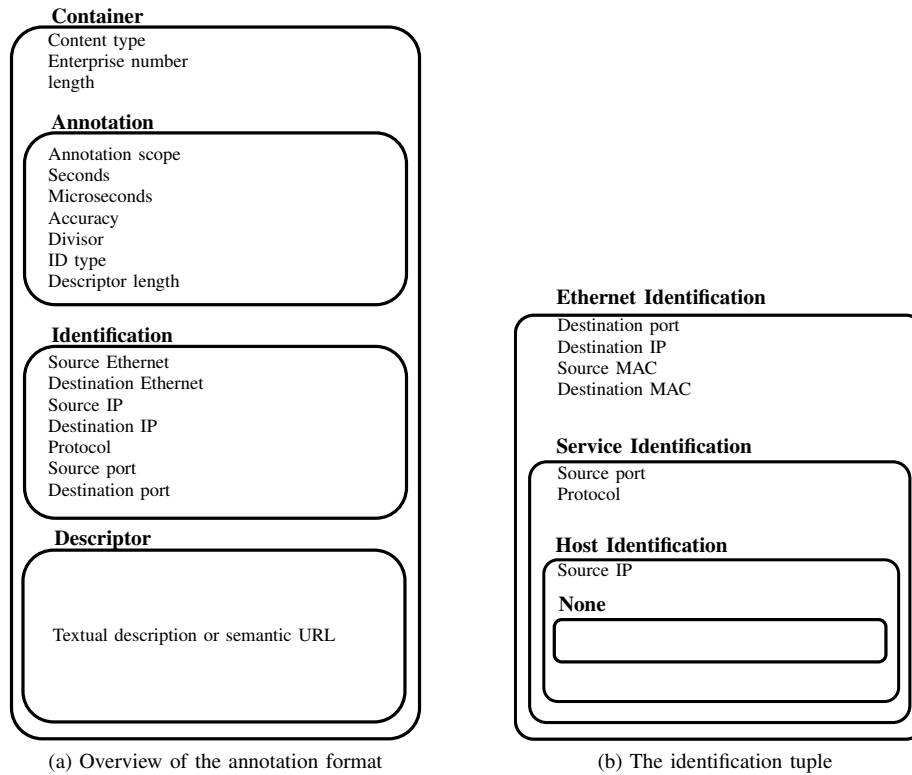 Container
Content type
Enterprise number
length
Annotation
Annotation scope
Seconds
Microseconds
Accuracy
Divisor
ID type
Descriptor length
Identification
Source Ethernet
Destination Ethernet
Source IP
Destination IP
Protocol
Source port
Destination port
Descriptor
Textual description or semantic URL
(a) Overview of the annotation format
Ethernet Identification
Destination port
Destination IP
Source MAC
Destination MAC
Service Identification
Source port
Protocol
Host Identification
Source IP
None
(b) The identification tuple